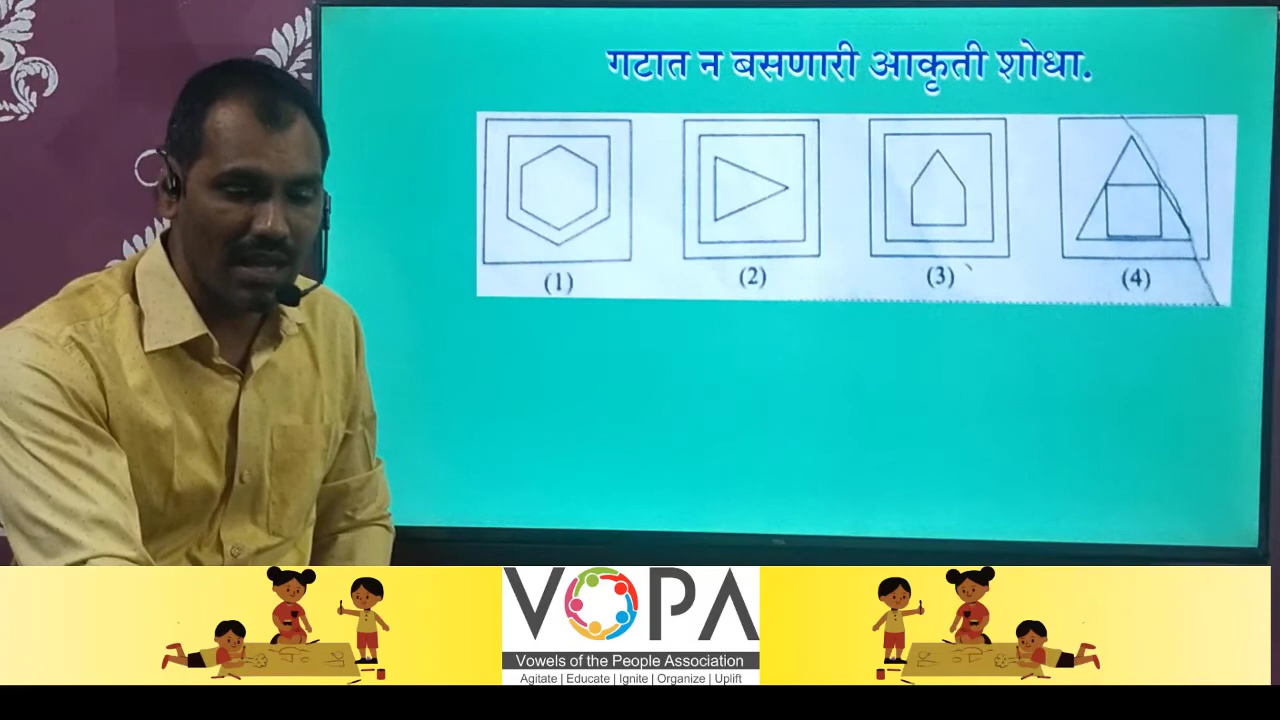 गटात न बसणारी आकृती शोधा.
(1) (2) (3) (4)
VOPA
Vowels of the People Association
Agitate | Educate | Ignite | Organize | Uplift